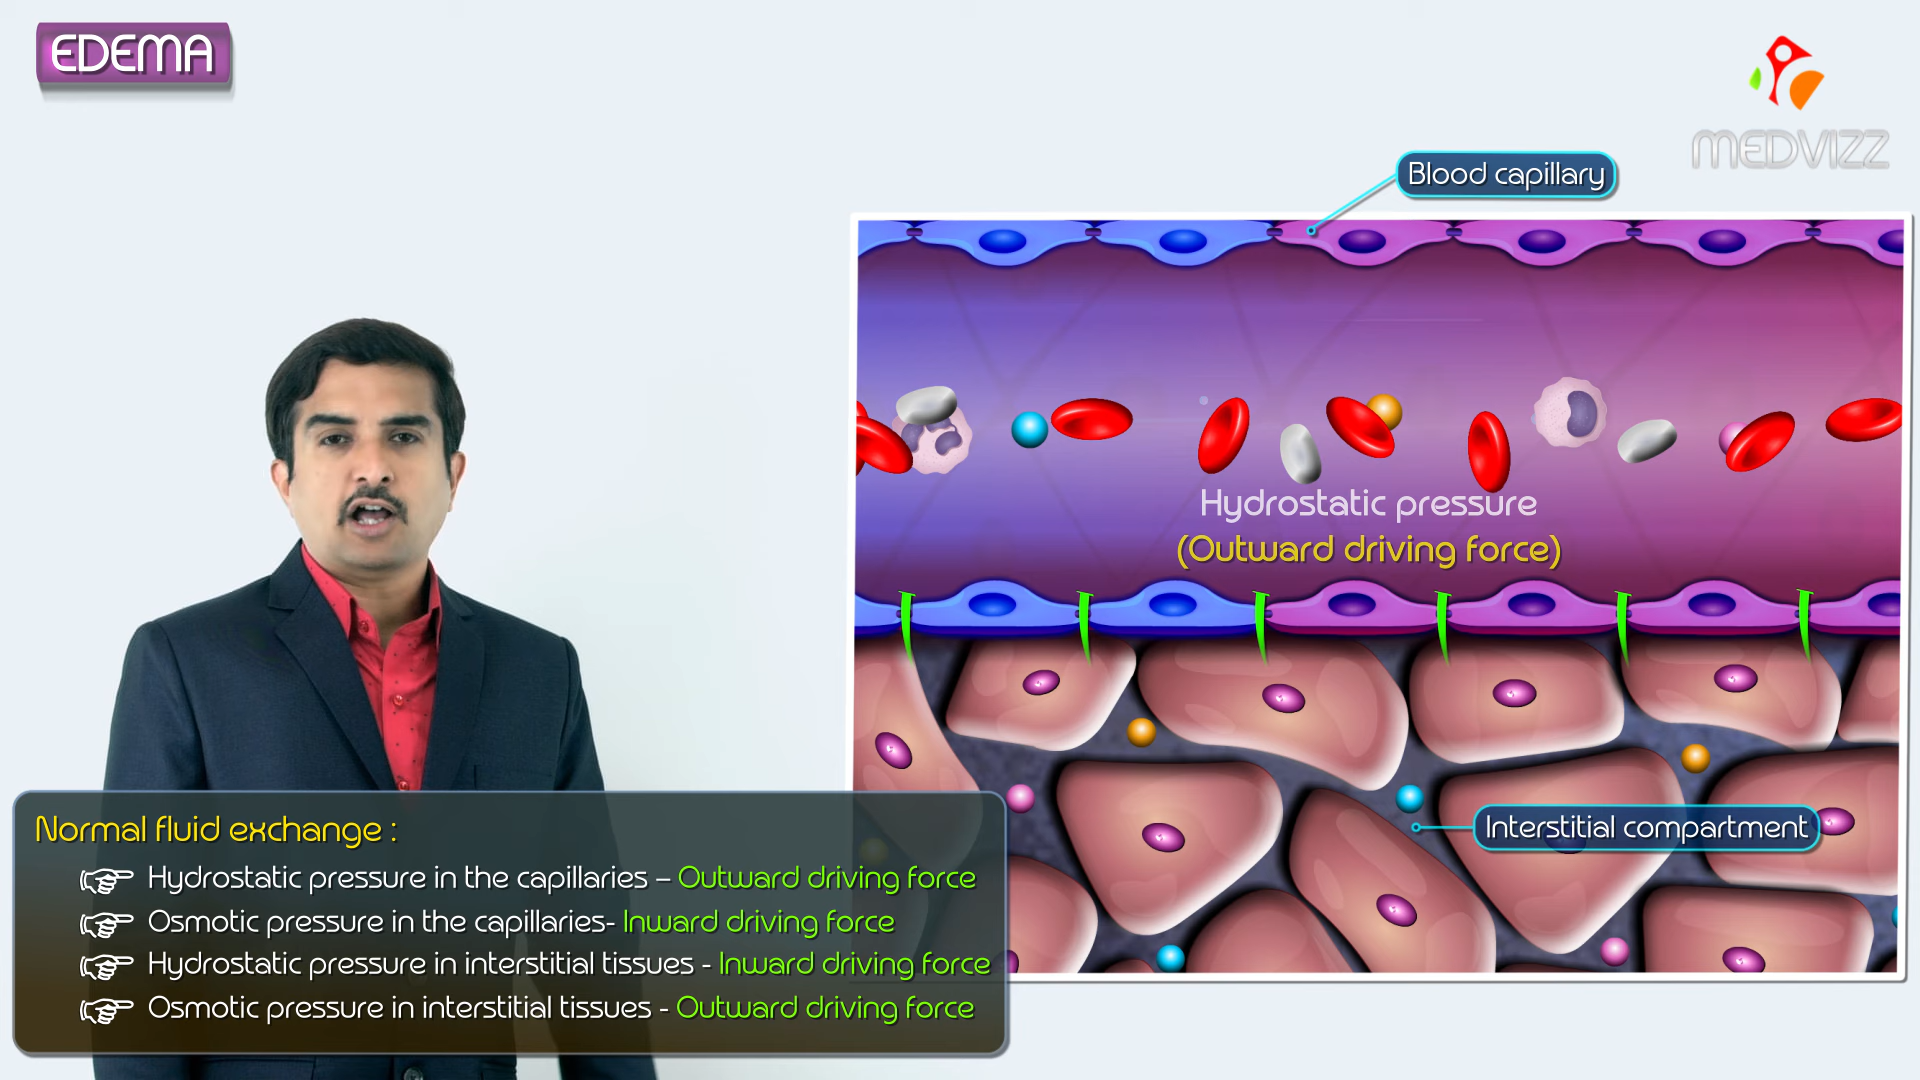 EDEMA
MEDVIZZ
Blood capillary
Hydrostatic pressure
(Outward driving force)
Interstitial compartment
Normal fluid exchange :
Hydrostatic pressure in the capillaries – Outward driving force
Osmotic pressure in the capillaries- Inward driving force
Hydrostatic pressure in interstitial tissues - Inward driving force
Osmotic pressure in interstitial tissues - Outward driving force